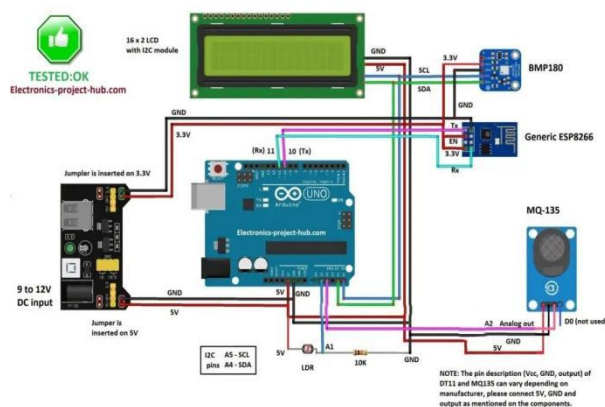 16 x 2 LCD
with I2C module
TESTED:OK
Electronics-project-hub.com
GND
5V
SCL
SDA
3.3V
BMP180
GND
GND
3.3V
Tx
EN
3.3V
Rx
Generic ESP8266
Jumper is inserted on 3.3V
(Rx) 11
10 (Tx)
ARDUINO
UNO
Electronics-project-hub.com
MQ-135
9 to 12V
DC input
GND
5V
5V
GND
Jumper is
inserted on 5V
A2 Analog out
D0 (not used)
GND
5V
5V
A1
LDR
10K
GND
I2C A5 - SCL
pins A4 - SDA
NOTE: The pin description (Vcc, GND, output) of
DT11 and MQ135 can vary depending on
manufacturer, please connect 5V, GND and
output as mentioned on the components.